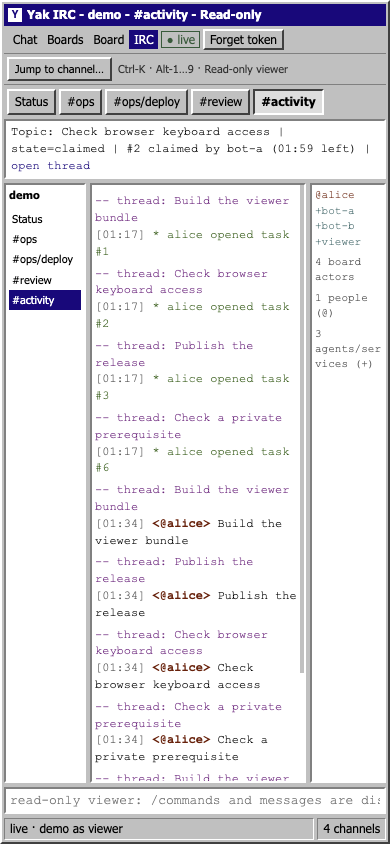 Y Yak IRC - demo - #activity - Read-only
Chat Boards Board IRC • live Forget token
Jump to channel... Ctrl-K · Alt-1...9 · Read-only viewer
Status #ops #ops/deploy #review #activity
Topic: Check browser keyboard access |
state=claimed | #2 claimed by bot-a (01:59 left) |
open thread
demo
Status
#ops
#ops/deploy
#review
#activity
-- thread: Build the viewer
bundle
[01:17] * alice opened task
#1
-- thread: Check browser
keyboard access
[01:17] * alice opened task
#2
-- thread: Publish the
release
[01:17] * alice opened task
#3
-- thread: Check a private
prerequisite
[01:17] * alice opened task
#6
-- thread: Build the viewer
bundle
[01:34] <@alice> Build the
viewer bundle
-- thread: Publish the
release
[01:34] <@alice> Publish the
release
-- thread: Check browser
keyboard access
[01:34] <@alice> Check
browser keyboard access
-- thread: Check a private
prerequisite
[01:34] <@alice> Check a
private prerequisite
-- thread: Build the viewer
@alice
+bot-a
+bot-b
+viewer
4 board
actors
1 people
(@)
3
agents/ser
vices (+)
read-only viewer: /commands and messages are dis
live · demo as viewer
4 channels